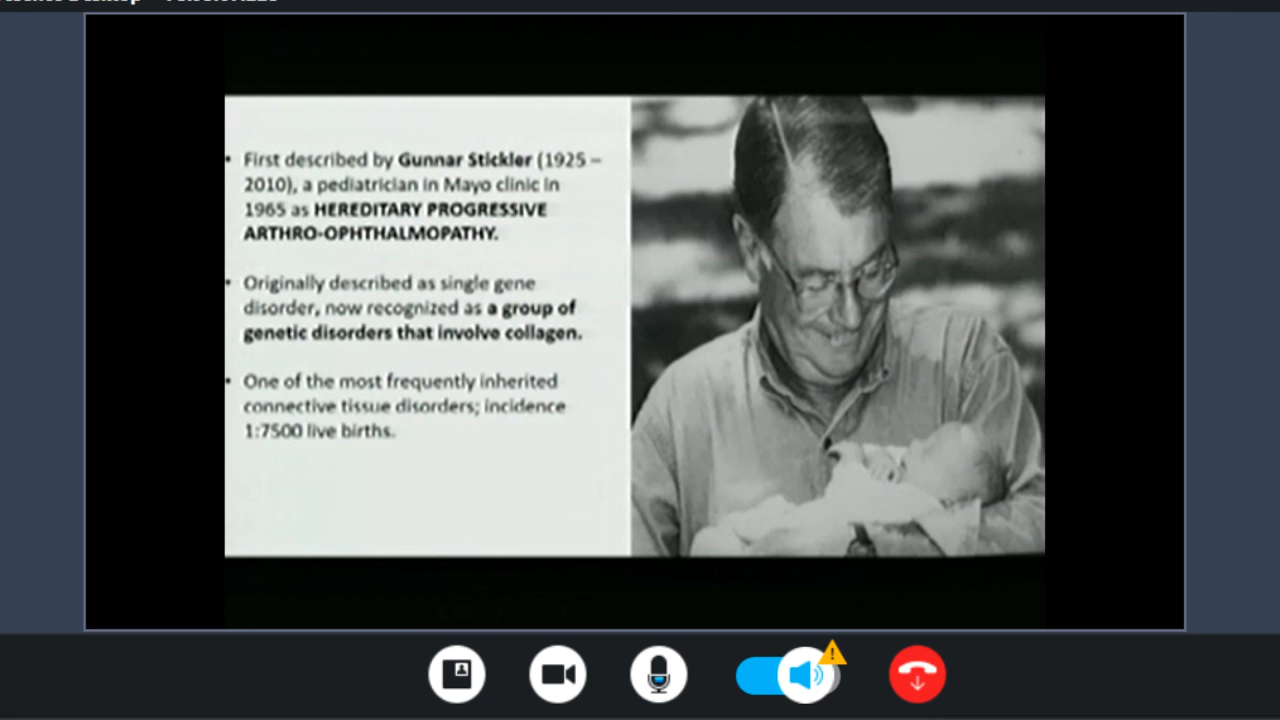 • First described by Gunnar Stickler (1925 –
2010), a pediatrician in Mayo clinic in
1965 as HEREDITARY PROGRESSIVE
ARTHRO-OPHTHALMOPATHY.
• Originally described as single gene
disorder, now recognized as a group of
genetic disorders that involve collagen.
• One of the most frequently inherited
connective tissue disorders; incidence
1:7500 live births.